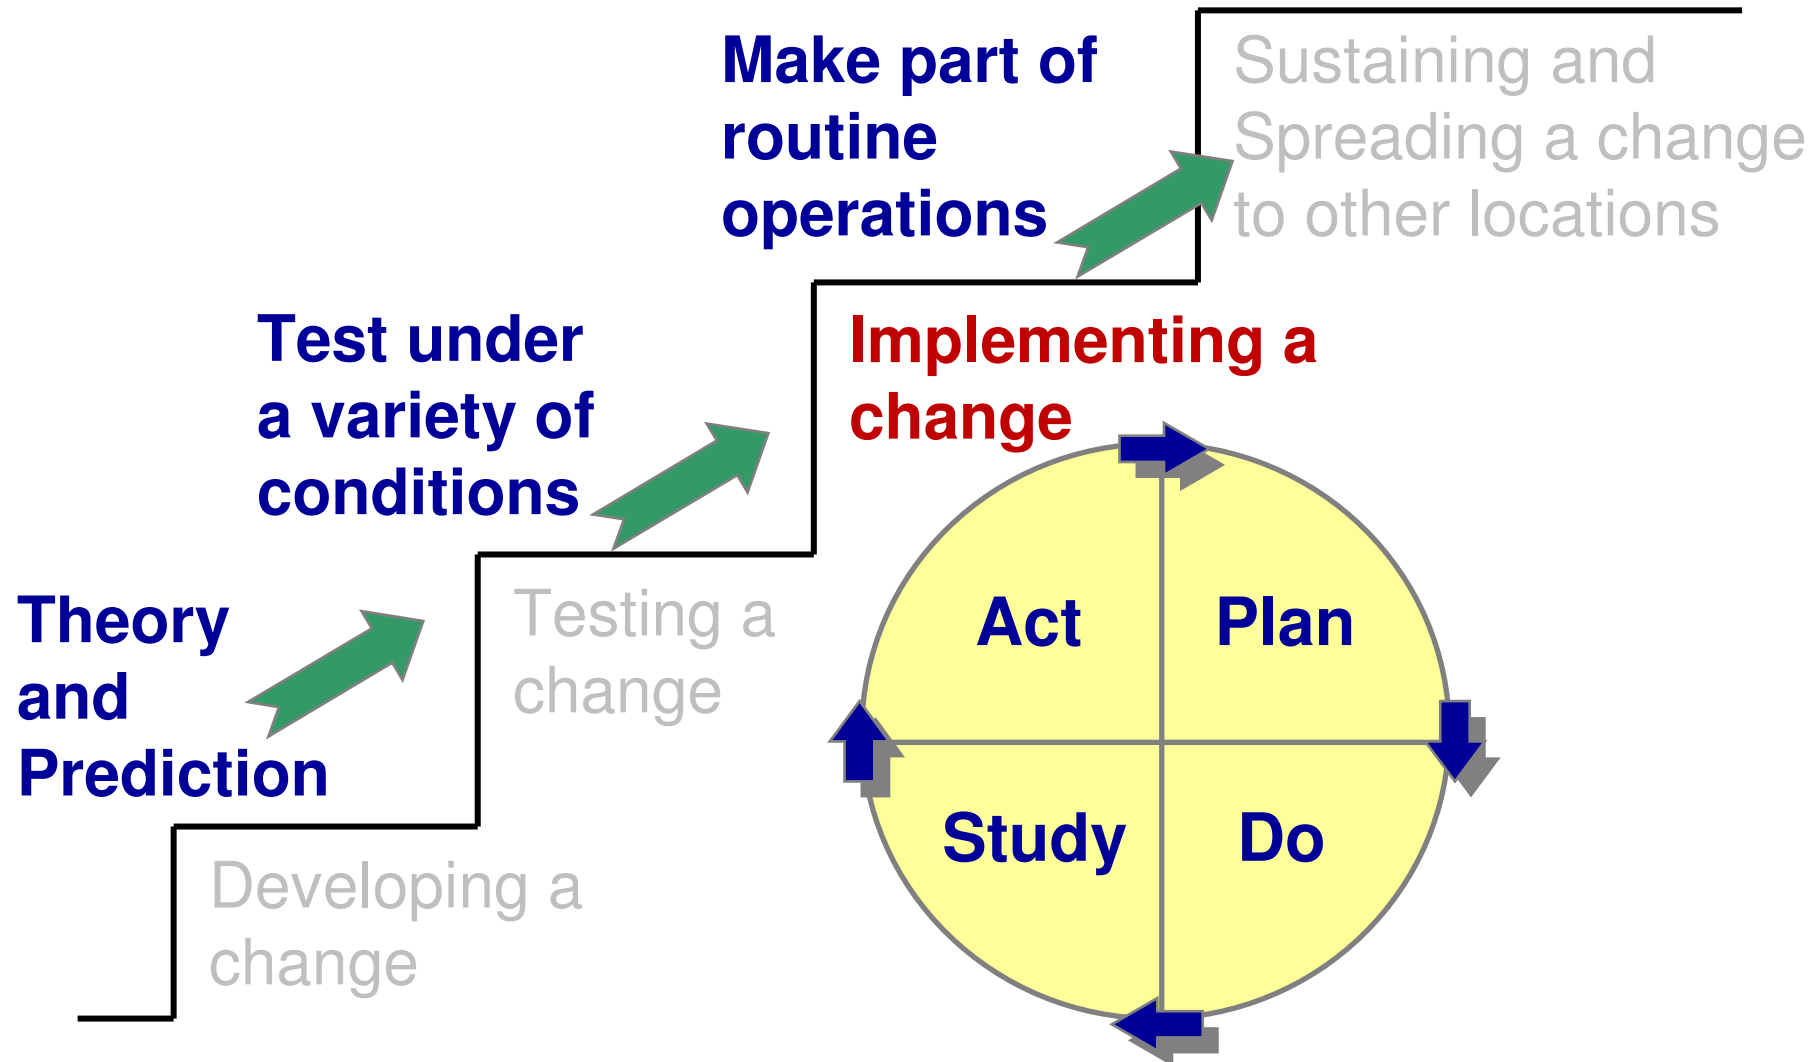 Make part of
routine
operations
Sustaining and
Spreading a change
to other locations
Test under
a variety of
conditions
Implementing a
change
Theory
and
Prediction
Testing a
change
Act
Plan
Study
Do
Developing a
change